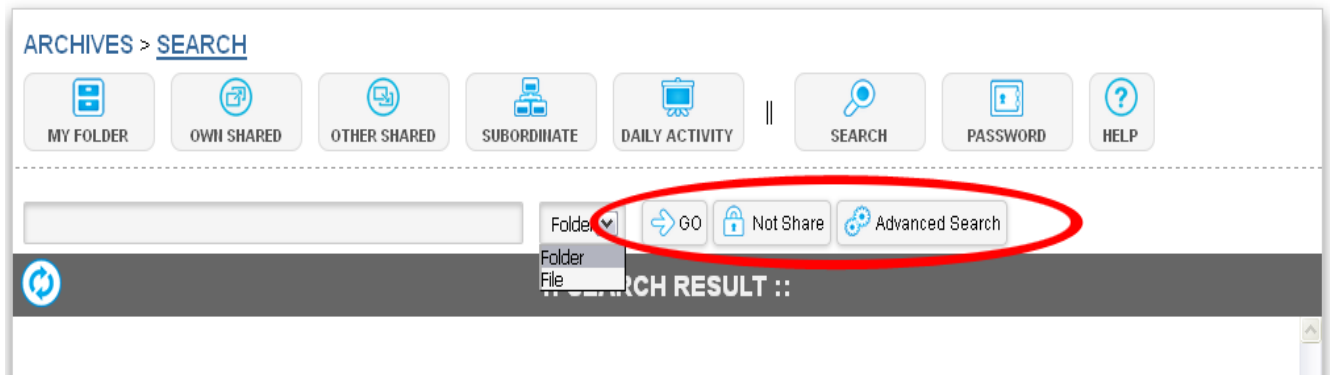 ARCHIVES > SEARCH
MY FOLDER OWN SHARED OTHER SHARED SUBORDINATE DAILY ACTIVITY || SEARCH PASSWORD HELP
Folder GO Not Share Advanced Search
Folder
File
RCH RESULT ::